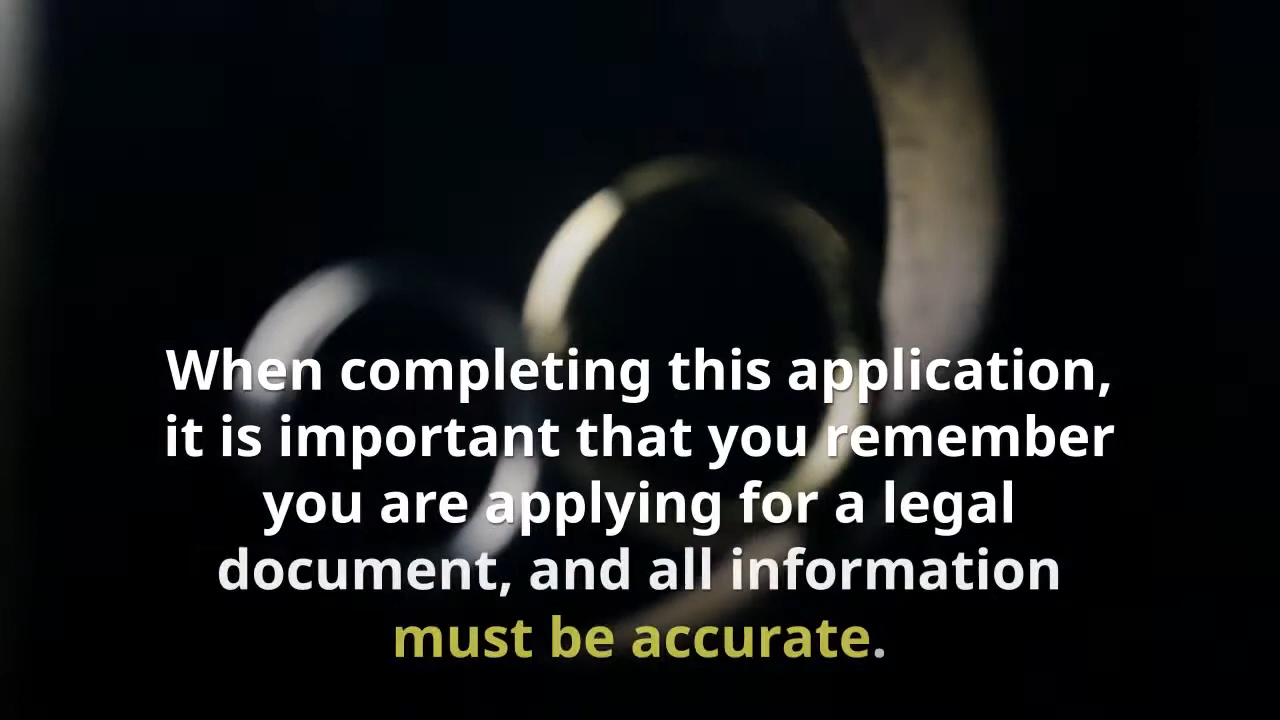 When completing this application,
it is important that you remember
you are applying for a legal
document, and all information
must be accurate.